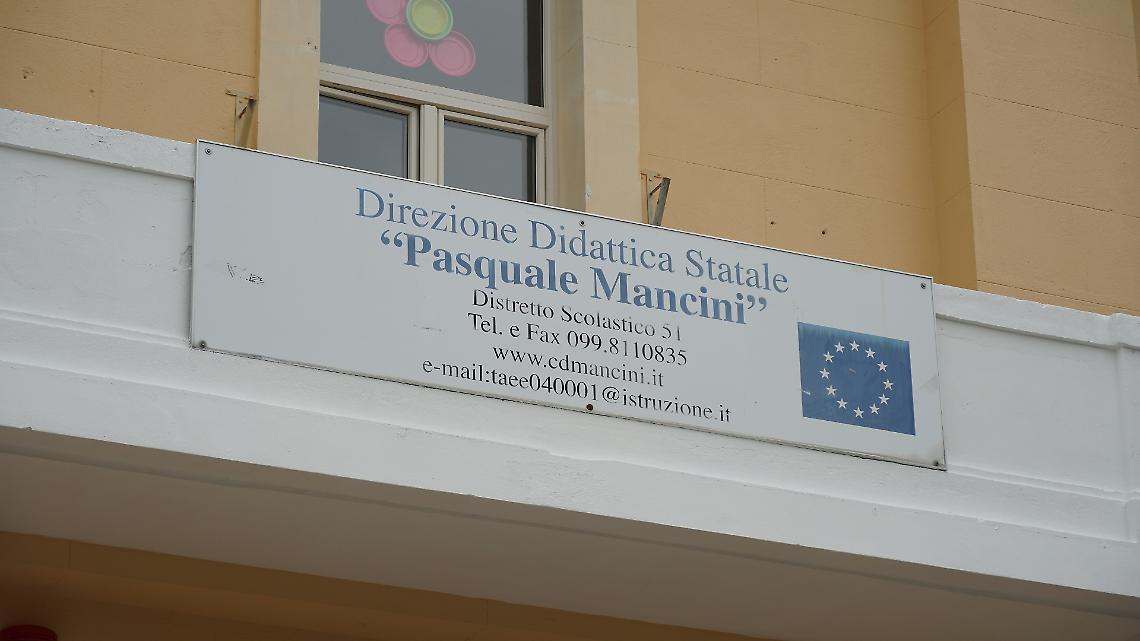 Direzione Didattica Statale
“Pasquale Mancini”
Distretto Scolastico 51
Tel. e Fax 099.8110835
www.cdmancini.it
e-mail:taee040001@istruzione.it